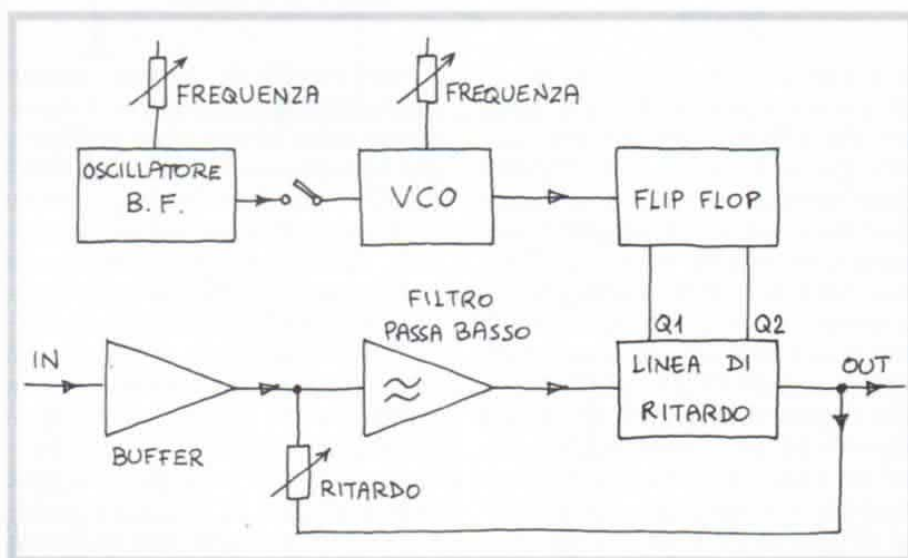 FREQUENZA
FREQUENZA
OSCILLATORE
B. F.
VCO
FLIP FLOP
FILTRO
PASSA BASSO
Q1
Q2
IN
LINEA DI
RITARDO
OUT
BUFFER
RITARDO